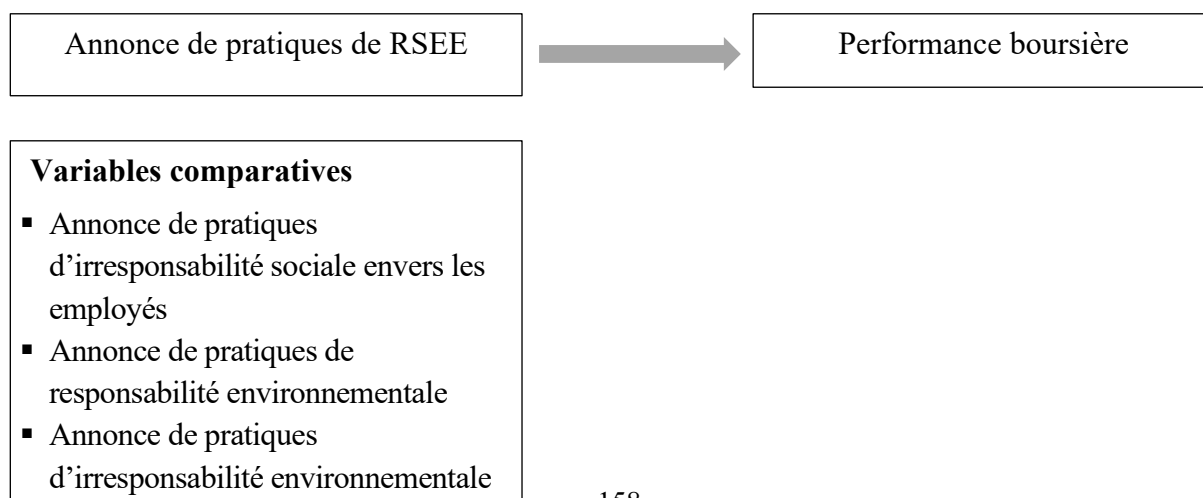 Annonce de pratiques de RSEE
Performance boursière
Variables comparatives
▪ Annonce de pratiques
d’irresponsabilité sociale envers les
employés
▪ Annonce de pratiques de
responsabilité environnementale
▪ Annonce de pratiques
d’irresponsabilité environnementale
158